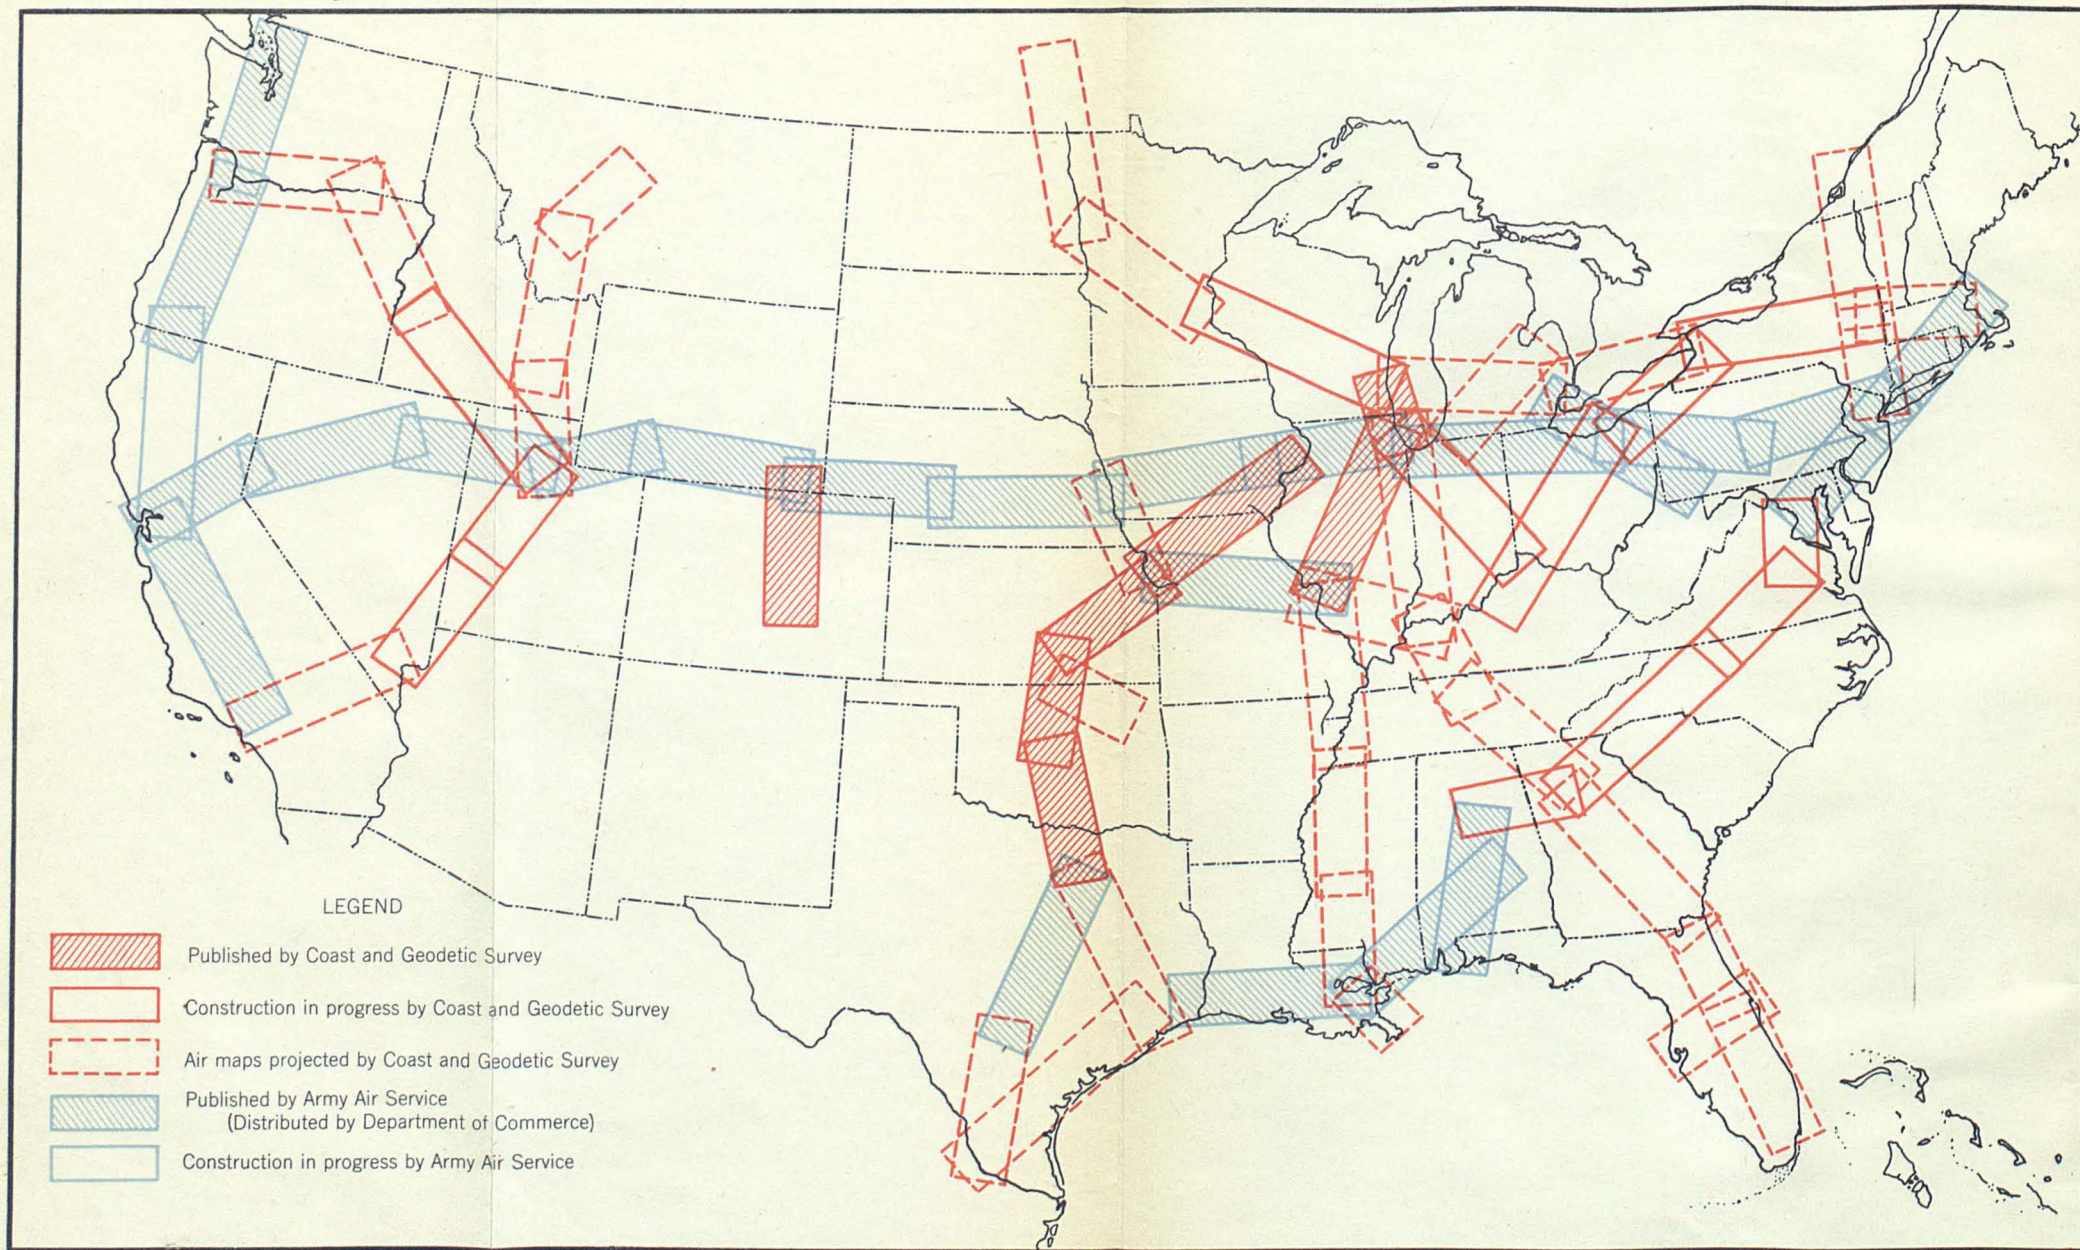 LEGEND
Published by Coast and Geodetic Survey
Construction in progress by Coast and Geodetic Survey
Air maps projected by Coast and Geodetic Survey
Published by Army Air Service
(Distributed by Department of Commerce)
Construction in progress by Army Air Service